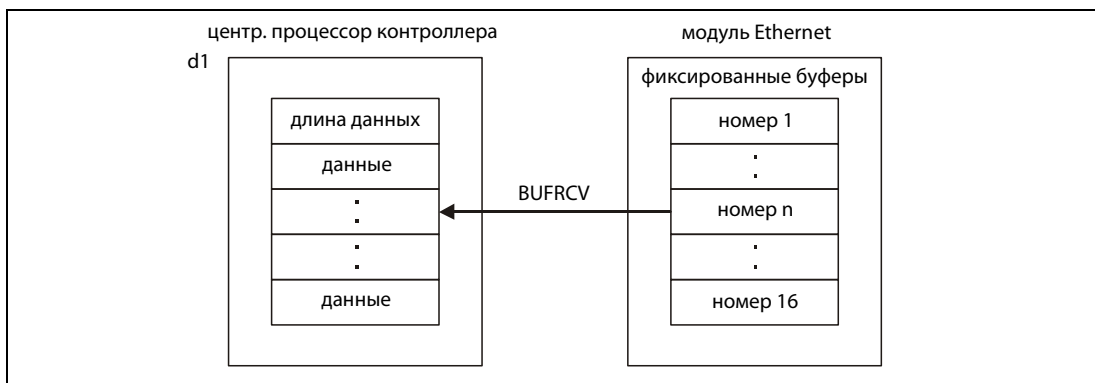 центр. процессор контроллера
модуль Ethernet
d1
фиксированные буферы
длина данных
данные
:
:
данные
BUFRCV
номер 1
:
номер n
:
номер 16